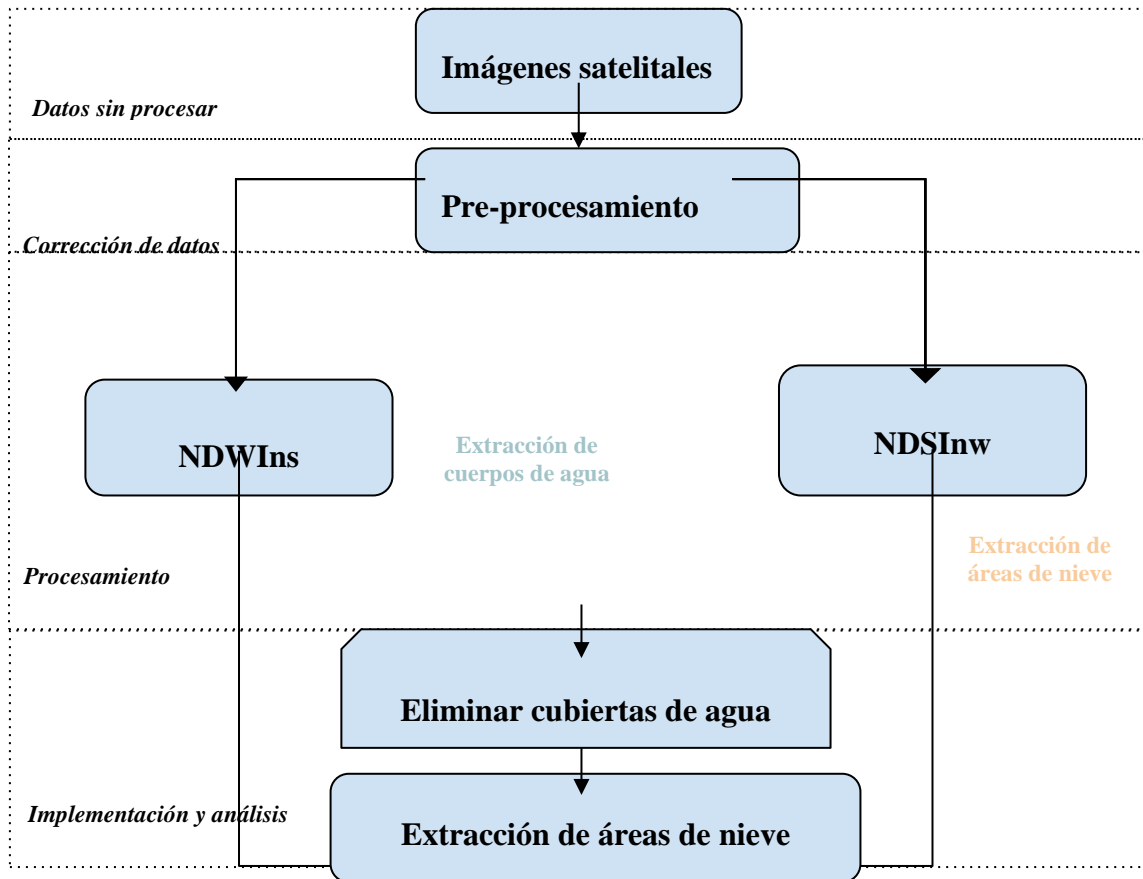 Imágenes satelitales
Datos sin procesar
Pre-procesamiento
Corrección de datos
NDWIns
Extracción de
cuerpos de agua
NDSInw
Extracción de
áreas de nieve
Procesamiento
Eliminar cubiertas de agua
Implementación y análisis
Extracción de áreas de nieve